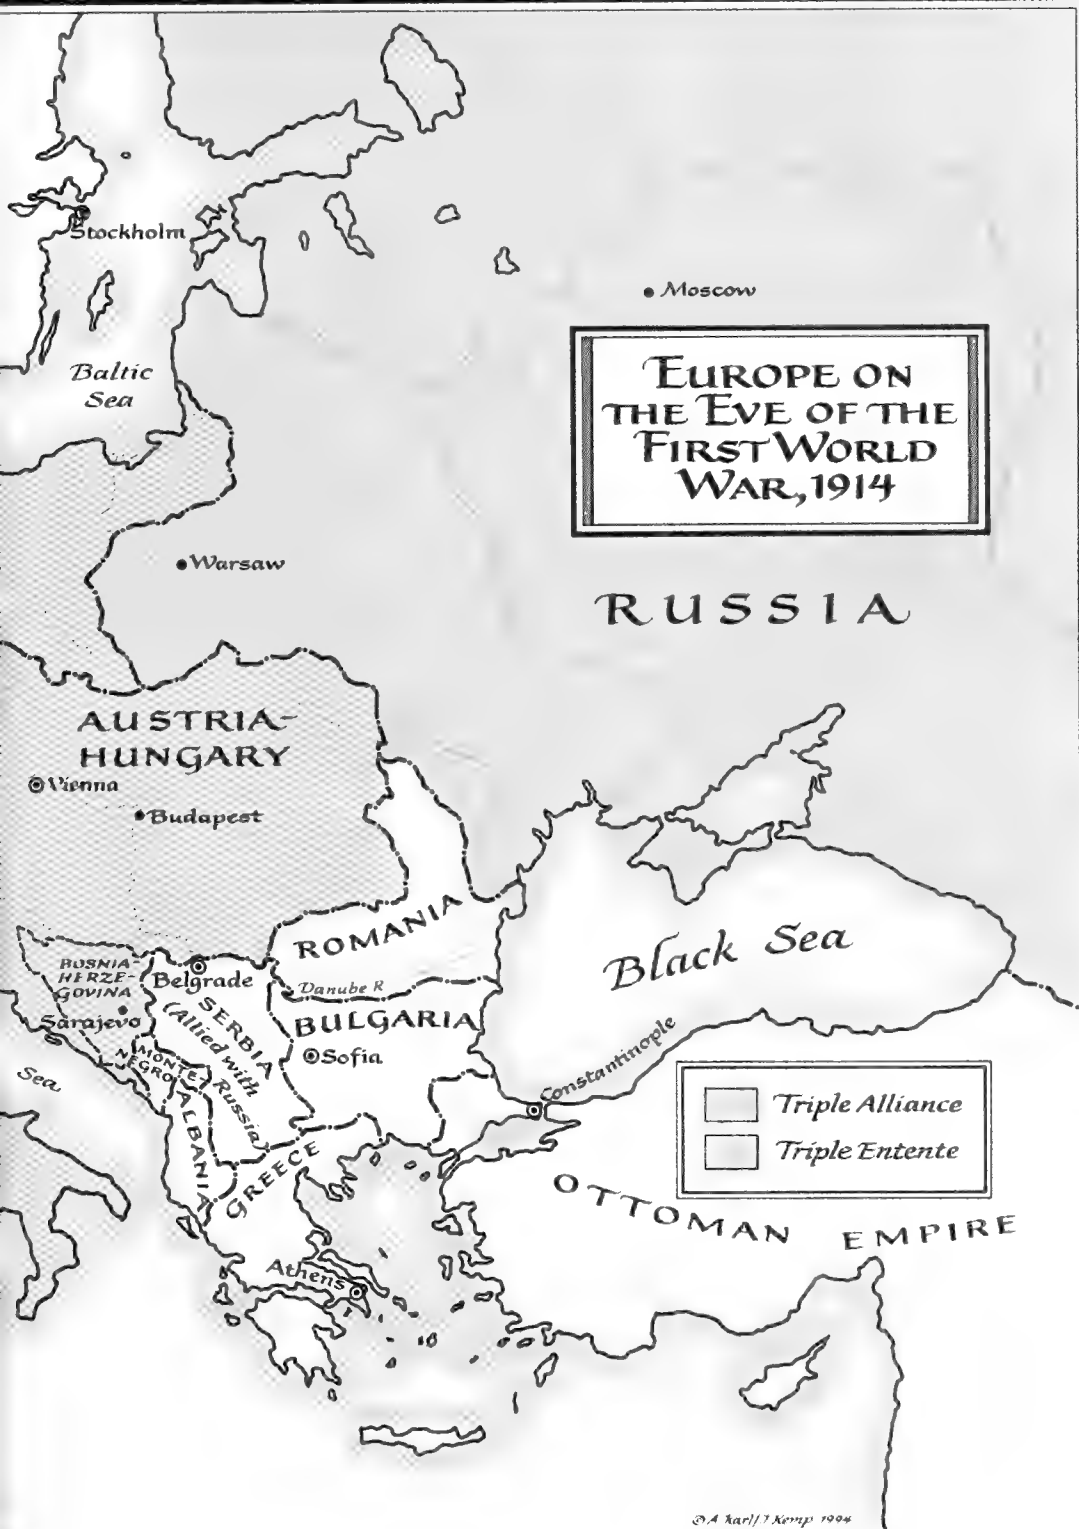 Stockholm
Moscow
EUROPE ON
THE EVE OF THE
FIRST WORLD
WAR, 1914
Baltic
Sea
Warsaw
RUSSIA
AUSTRIA-
HUNGARY
Vienna
Budapest
ROMANIA
Black Sea
BOSNIA-
HERZE-
GOVINA
Belgrade
Danube R
Sarajevo
SERBIA
(Allied with
Russia)
BULGARIA
Sofia
MONTE-
NEGRO
Sea
Constantinople
ALBANIA
GREECE
Triple Alliance
Triple Entente
OTTOMAN EMPIRE
Athens
Kemp 1994